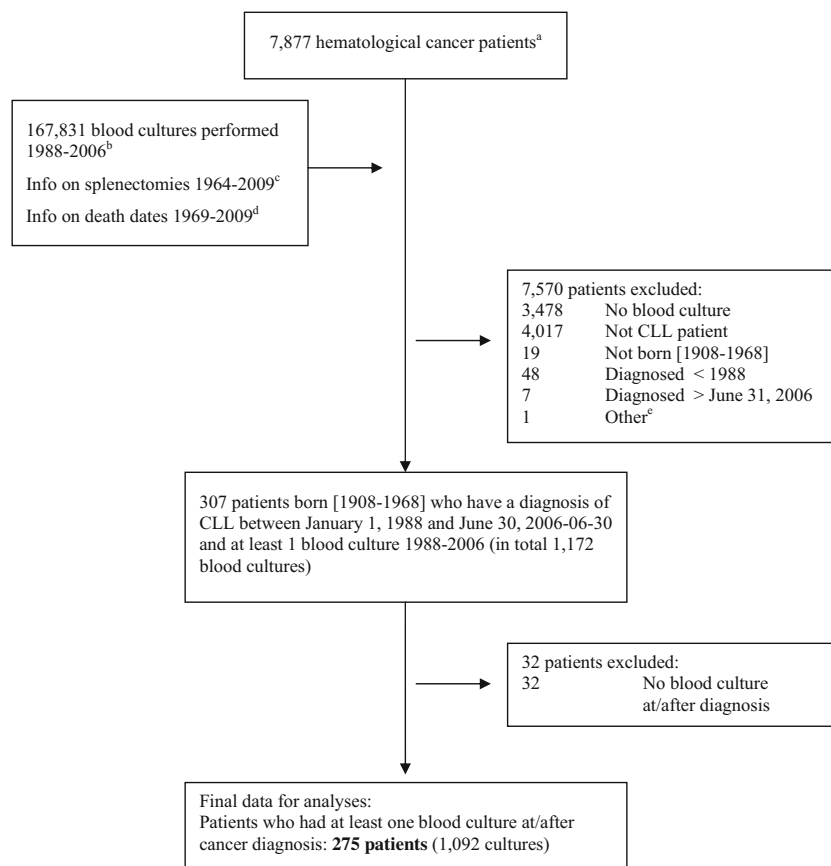 7,877 hematological cancer patientsª
167,831 blood cultures performed
1988-2006ᵇ
Info on splenectomies 1964-2009ᶜ
Info on death dates 1969-2009ᵈ
7,570 patients excluded:
3,478 No blood culture
4,017 Not CLL patient
19 Not born [1908-1968]
48 Diagnosed < 1988
7 Diagnosed > June 31, 2006
1 Otherᵉ
307 patients born [1908-1968] who have a diagnosis of
CLL between January 1, 1988 and June 30, 2006-06-30
and at least 1 blood culture 1988-2006 (in total 1,172
blood cultures)
32 patients excluded:
32 No blood culture
at/after diagnosis
Final data for analyses:
Patients who had at least one blood culture at/after
cancer diagnosis: 275 patients (1,092 cultures)